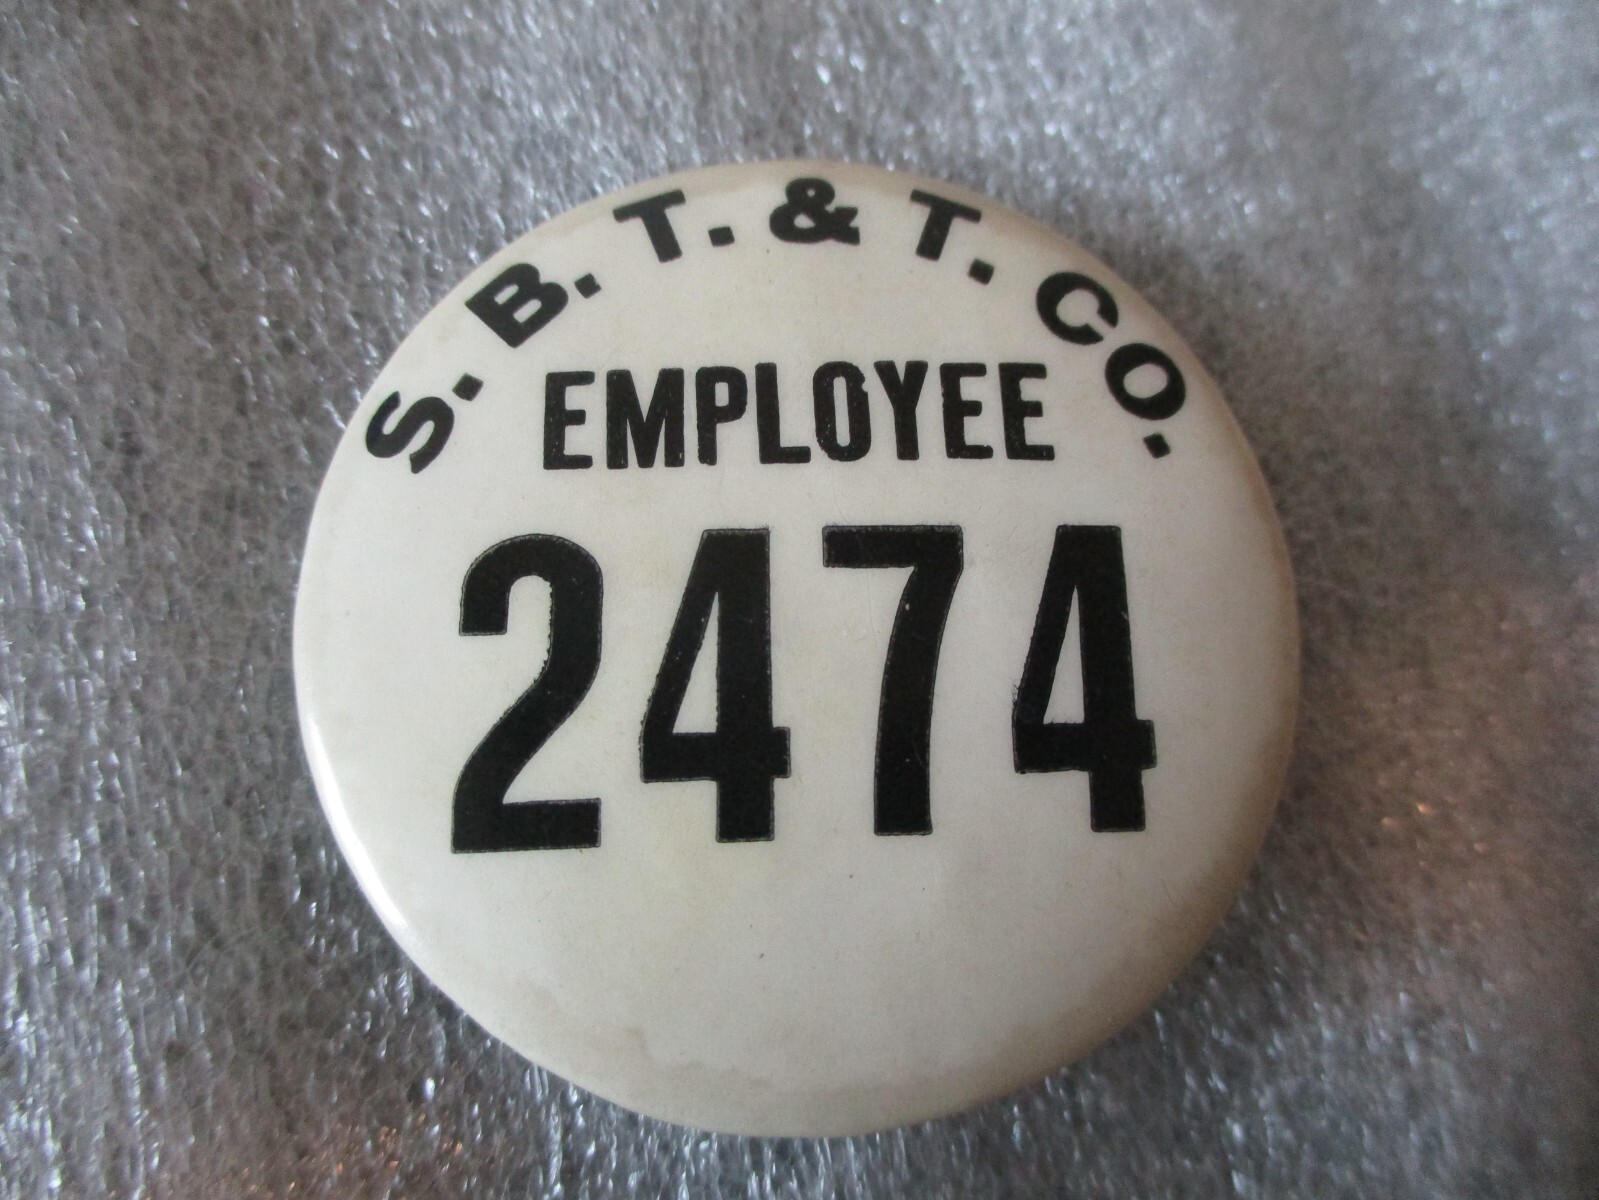 S. B. T. & T. CO.
EMPLOYEE
2474